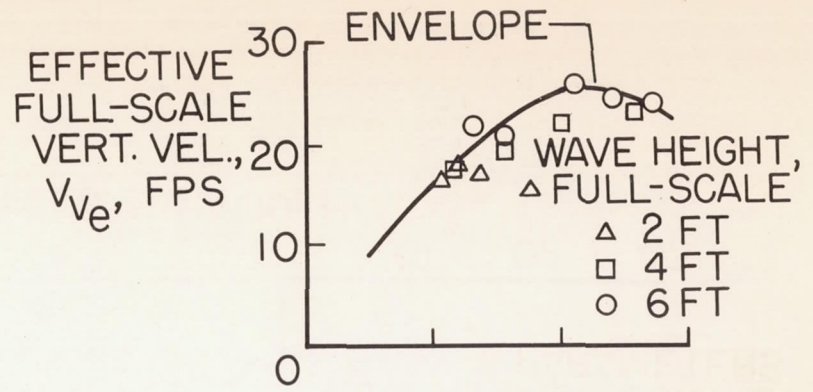 30
ENVELOPE
EFFECTIVE
FULL-SCALE
VERT. VEL.,
Vve, FPS
20
WAVE HEIGHT,
FULL-SCALE
2 FT
10
4 FT
6 FT
0